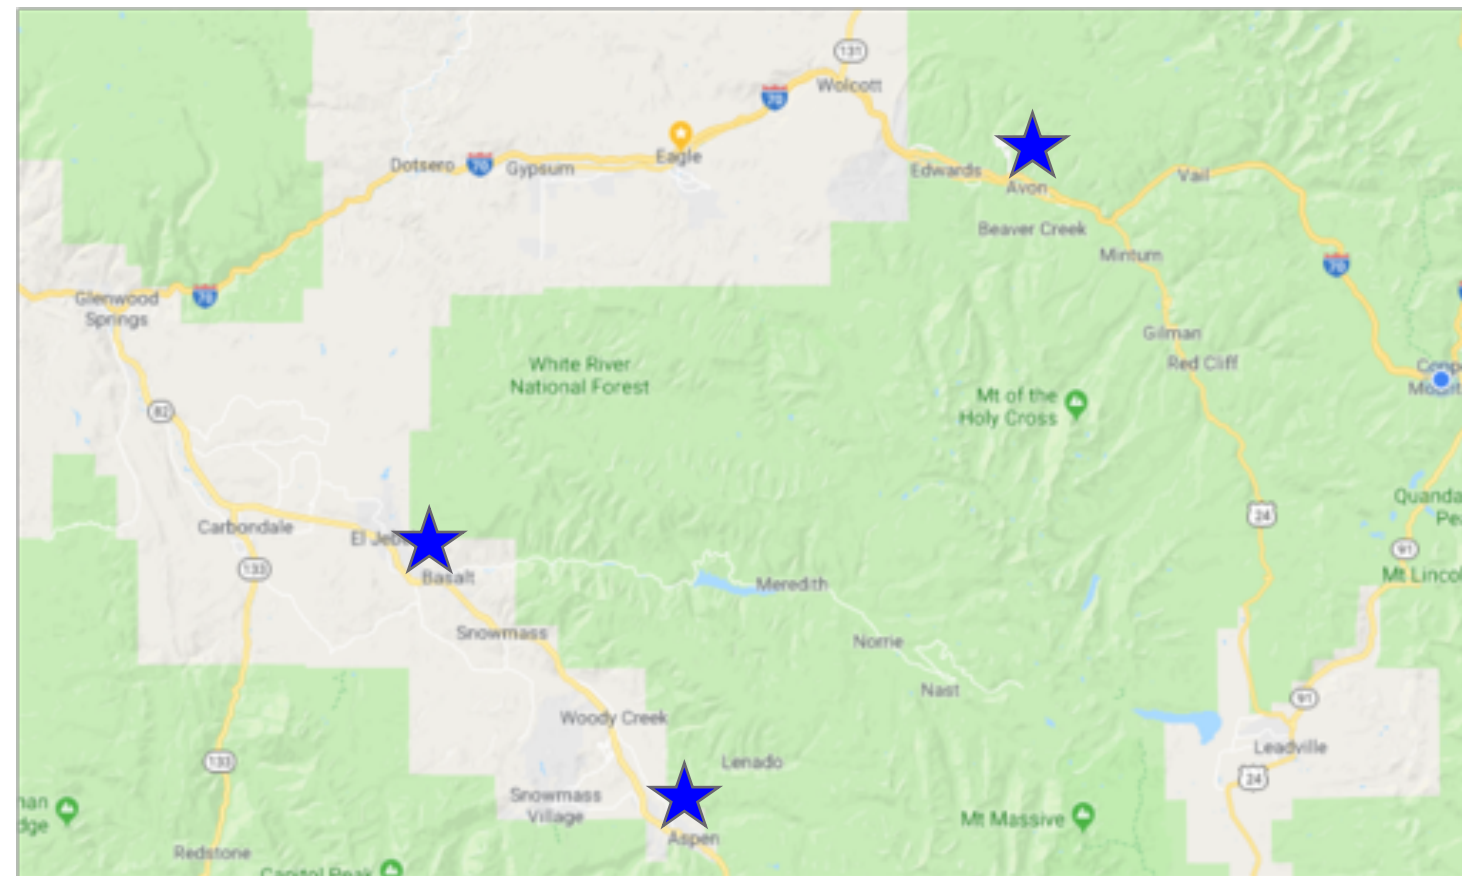 131
Wolcott
70
Dotsero
70
Gypsum
Eagle
Edwards
Avon
Vail
Beaver Creek
Minturn
70
Glenwood
Springs
70
Gilman
Red Cliff
White River
National Forest
Mt of the
Holy Cross
82
Quanda
Pe
24
Carbondale
El Jeb
91
133
Basalt
Meredith
Mt Lincol
Snowmass
Norrie
Nast
91
Woody Creek
Leadville
133
Lenado
24
Snowmass
Village
Mt Massive
Aspen
Redstone
Capitol Peak